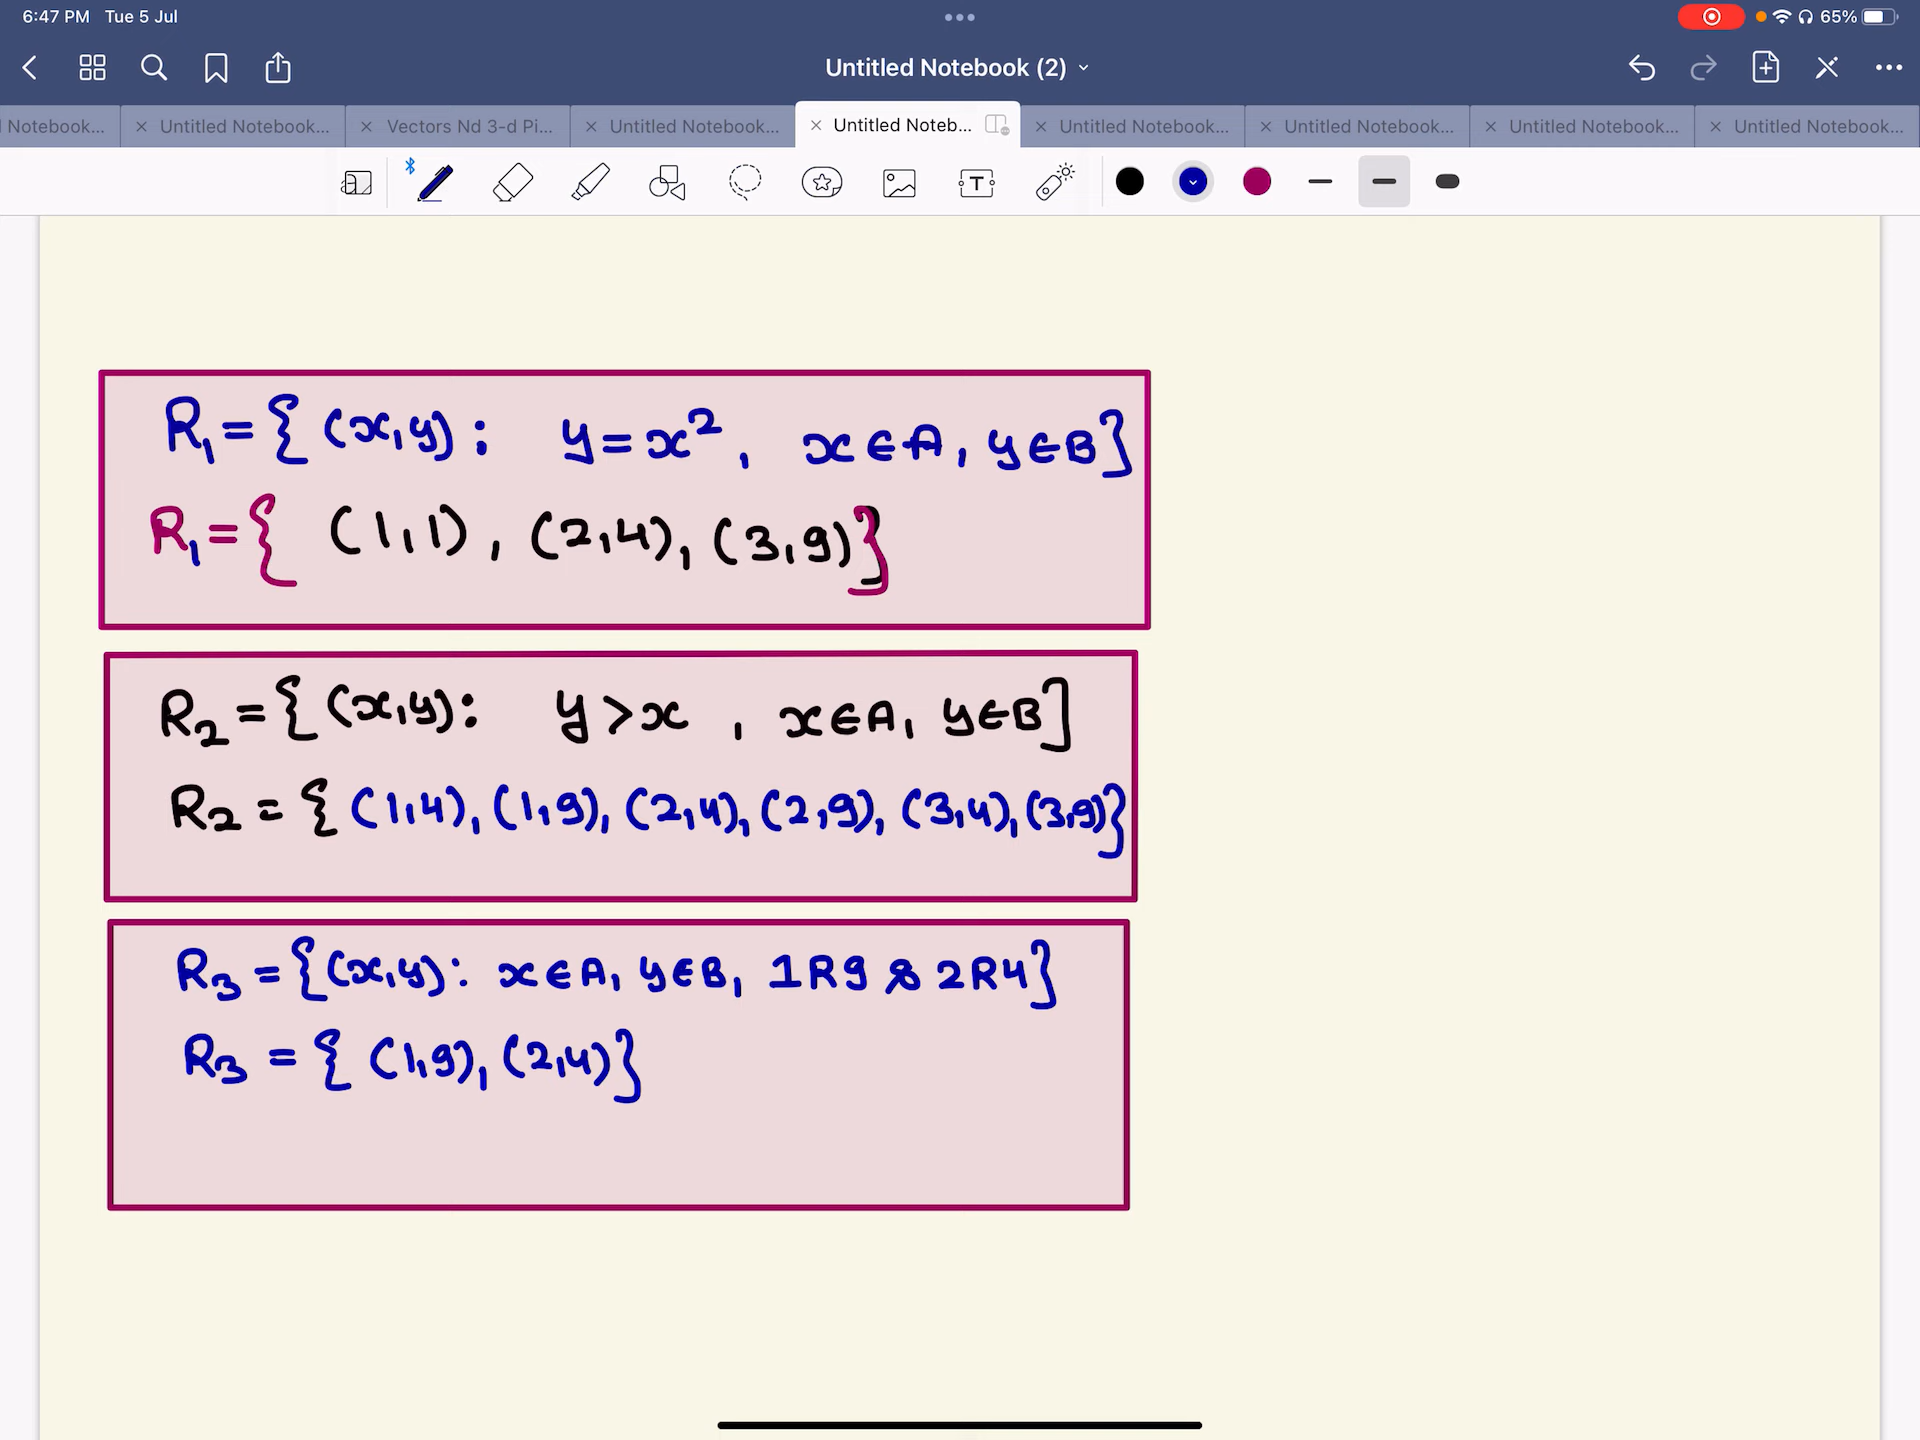 6:47 PM Tue 5 Jul
65%
Untitled Notebook (2)
Notebook... Untitled Notebook... Vectors Nd 3-d Pi... Untitled Notebook... Untitled Noteb... Untitled Notebook... Untitled Notebook... Untitled Notebook... Untitled Notebook...
R₁ = { (x,y) : y = x², x ∈ A, y ∈ B }
R₁ = { (1,1), (2,4), (3,9) }
R₂ = { (x,y) : y > x , x ∈ A, y ∈ B ]
R₂ = { (1,4), (1,9), (2,4), (2,9), (3,4), (3,9) }
R₃ = { (x,y) : x ∈ A, y ∈ B, 1R9 & 2R4 }
R₃ = { (1,9), (2,4) }